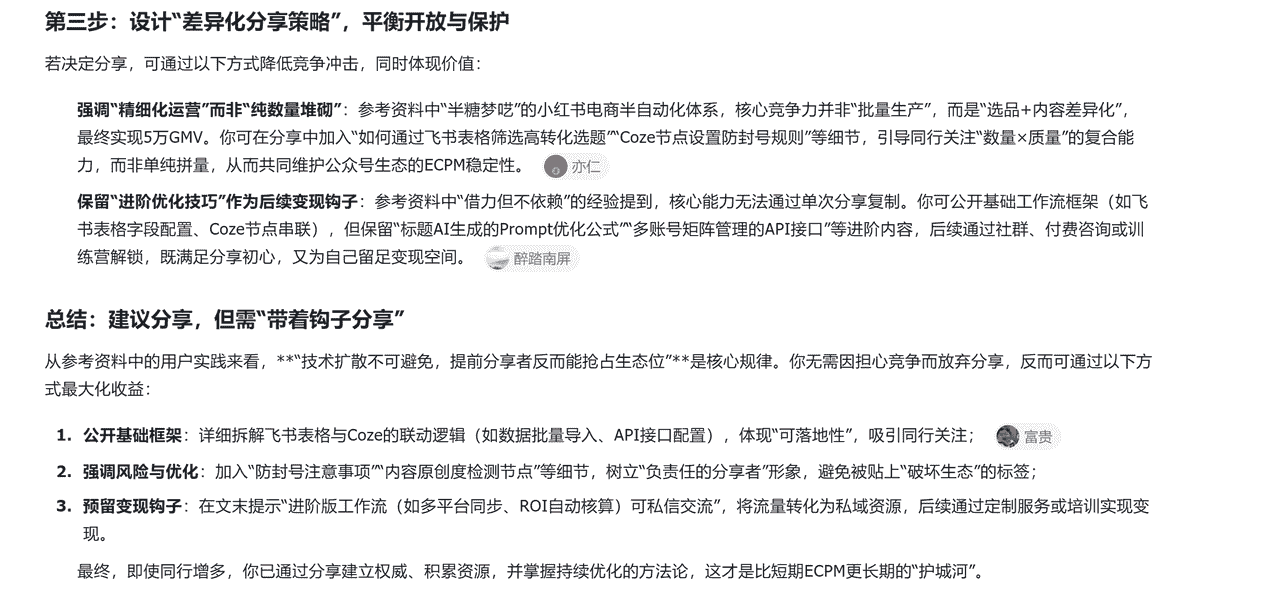 第三步：设计“差异化分享策略”，平衡开放与保护
若决定分享，可通过以下方式降低竞争冲击，同时体现价值：
强调“精细化运营”而非“纯数量堆砌”：参考资料中“半糖梦呓”的小红书电商半自动化体系，核心竞争力并非“批量生产”，而是“选品+内容差异化”，
最终实现5万GMV。你可在分享中加入“如何通过飞书表格筛选高转化选题”“Coze节点设置防封号规则”等细节，引导同行关注“数量×质量”的复合能
力，而非单纯拼量，从而共同维护公众号生态的ECPM稳定性。 亦仁
保留“进阶优化技巧”作为后续变现钩子：参考资料中“借力但不依赖”的经验提到，核心能力无法通过单次分享复制。你可公开基础工作流框架（如飞
书表格字段配置、Coze节点串联），但保留“标题AI生成的Prompt优化公式”“多账号矩阵管理的API接口”等进阶内容，后续通过社群、付费咨询或训
练营解锁，既满足分享初心，又为自己留足变现空间。 醉踏南屏
总结：建议分享，但需“带着钩子分享”
从参考资料中的用户实践来看，**“技术扩散不可避免，提前分享者反而能抢占生态位”**是核心规律。你无需因担心竞争而放弃分享，反而可通过以下方
式最大化收益：
1. 公开基础框架：详细拆解飞书表格与Coze的联动逻辑（如数据批量导入、API接口配置），体现“可落地性”，吸引同行关注； 富贵
2. 强调风险与优化：加入“防封号注意事项”“内容原创度检测节点”等细节，树立“负责任的分享者”形象，避免被贴上“破坏生态”的标签；
3. 预留变现钩子：在文末提示“进阶版工作流（如多平台同步、ROI自动核算）可私信交流”，将流量转化为私域资源，后续通过定制服务或培训实现变
现。
最终，即使同行增多，你已通过分享建立权威、积累资源，并掌握持续优化的方法论，这才是比短期ECPM更长期的“护城河”。